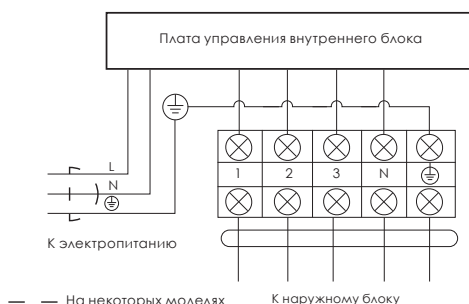 Плата управления внутреннего блока
L
N
1 2 3 N
К электропитанию
— — На некоторых моделях
К наружному блоку